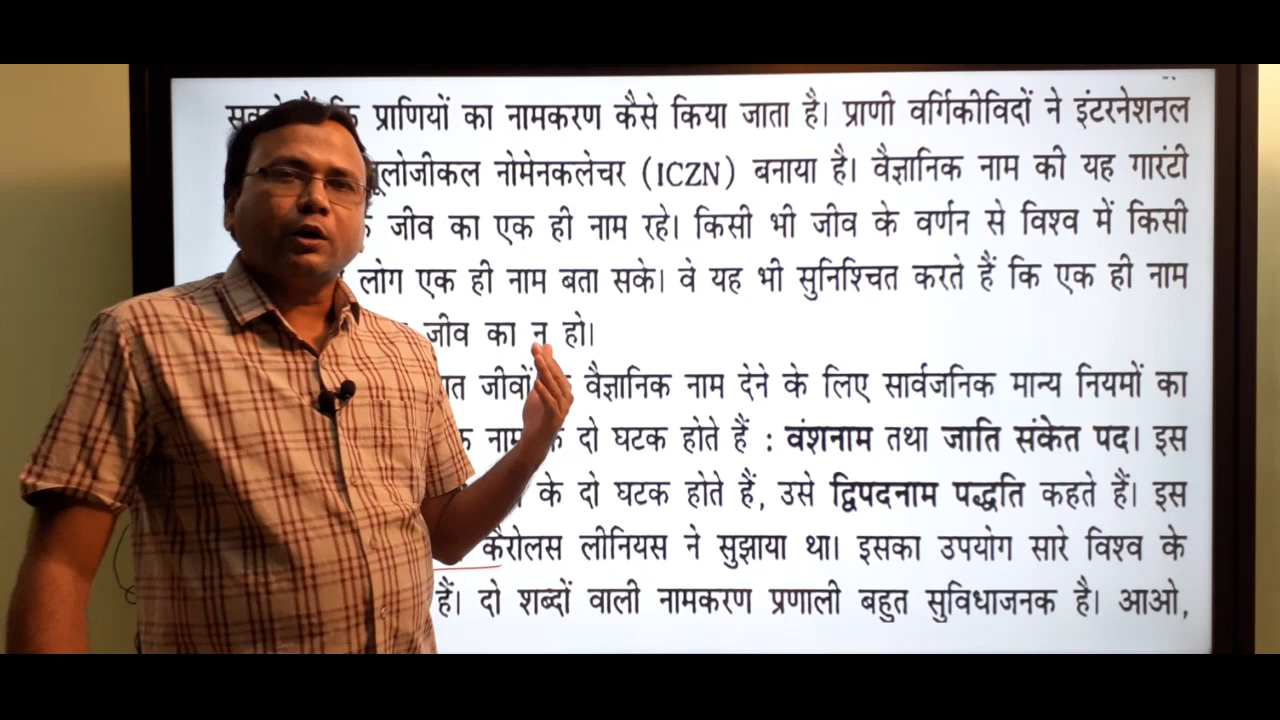 प्राणियों का नामकरण कैसे किया जाता है। प्राणी वर्गिकीविदों ने इंटरनेशनल
नोमेनकलेचर (ICZN) बनाया है। वैज्ञानिक नाम की यह गारंटी
जीव का एक ही नाम रहे। किसी भी जीव के वर्णन से विश्व में किसी
लोग एक ही नाम बता सके। वे यह भी सुनिश्चित करते हैं कि एक ही नाम
जीव का न हो।
जीवों वैज्ञानिक नाम देने के लिए सार्वजनिक मान्य नियमों का
नाम के दो घटक होते हैं : वंशनाम तथा जाति संकेत पद। इस
के दो घटक होते हैं, उसे द्विपदनाम पद्धति कहते हैं। इस
कैरोलस लीनियस ने सुझाया था। इसका उपयोग सारे विश्व के
हैं। दो शब्दों वाली नामकरण प्रणाली बहुत सुविधाजनक है। आओ,